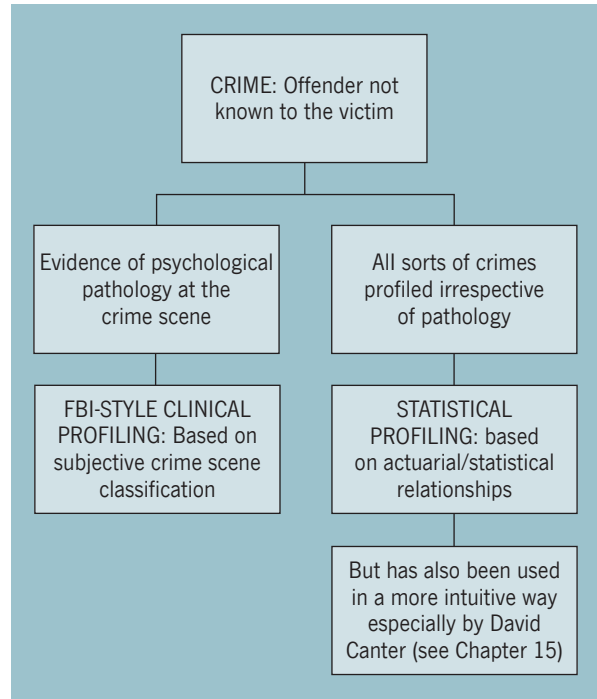 CRIME: Offender not
known to the victim
Evidence of psychological
pathology at the
crime scene
All sorts of crimes
profiled irrespective
of pathology
FBI-STYLE CLINICAL
PROFILING: Based on
subjective crime scene
classification
STATISTICAL
PROFILING: based
on actuarial/statistical
relationships
But has also been used
in a more intuitive way
especially by David
Canter (see Chapter 15)